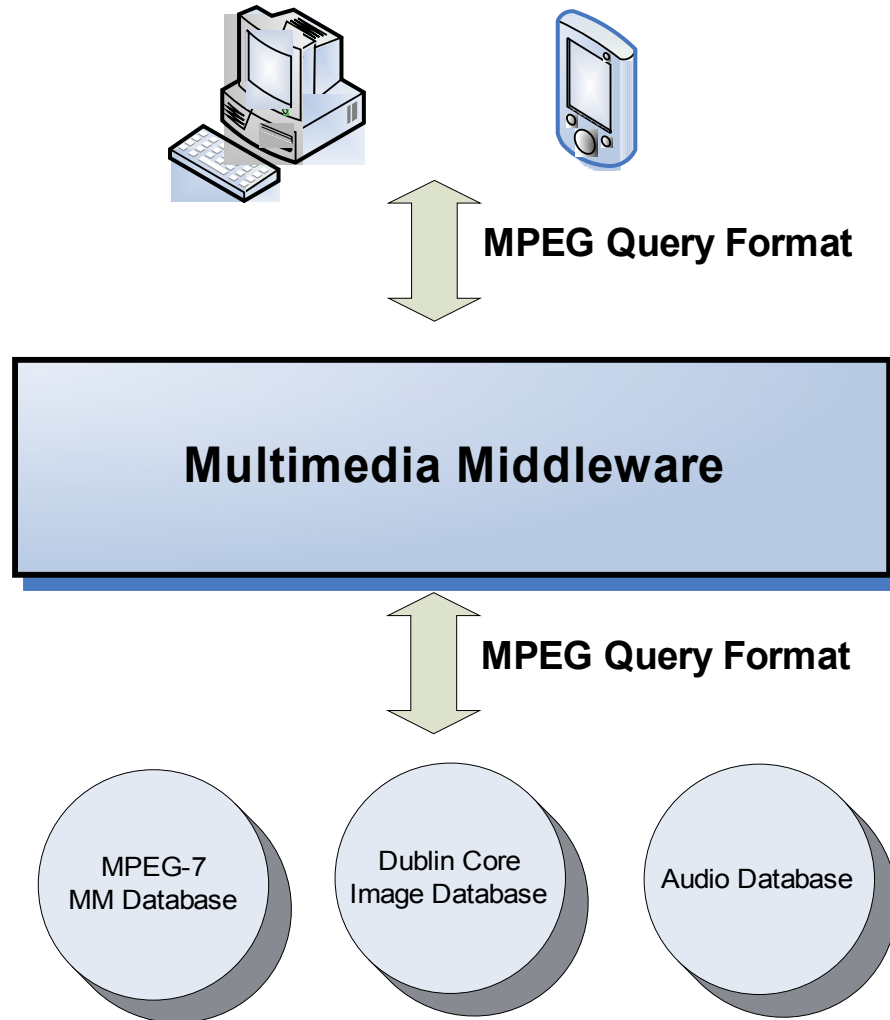 MPEG Query Format
Multimedia Middleware
MPEG Query Format
MPEG-7
MM Database
Dublin Core
Image Database
Audio Database